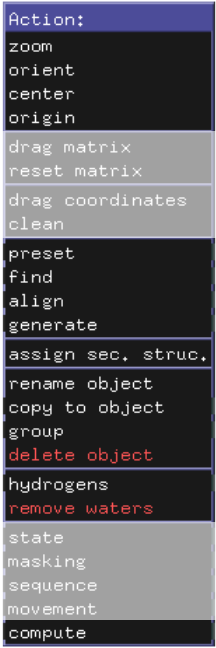 Action:
zoom
orient
center
origin
drag matrix
reset matrix
drag coordinates
clean
preset
find
align
generate
assign sec. struc.
rename object
copy to object
group
delete object
hydrogens
remove waters
state
masking
sequence
movement
compute